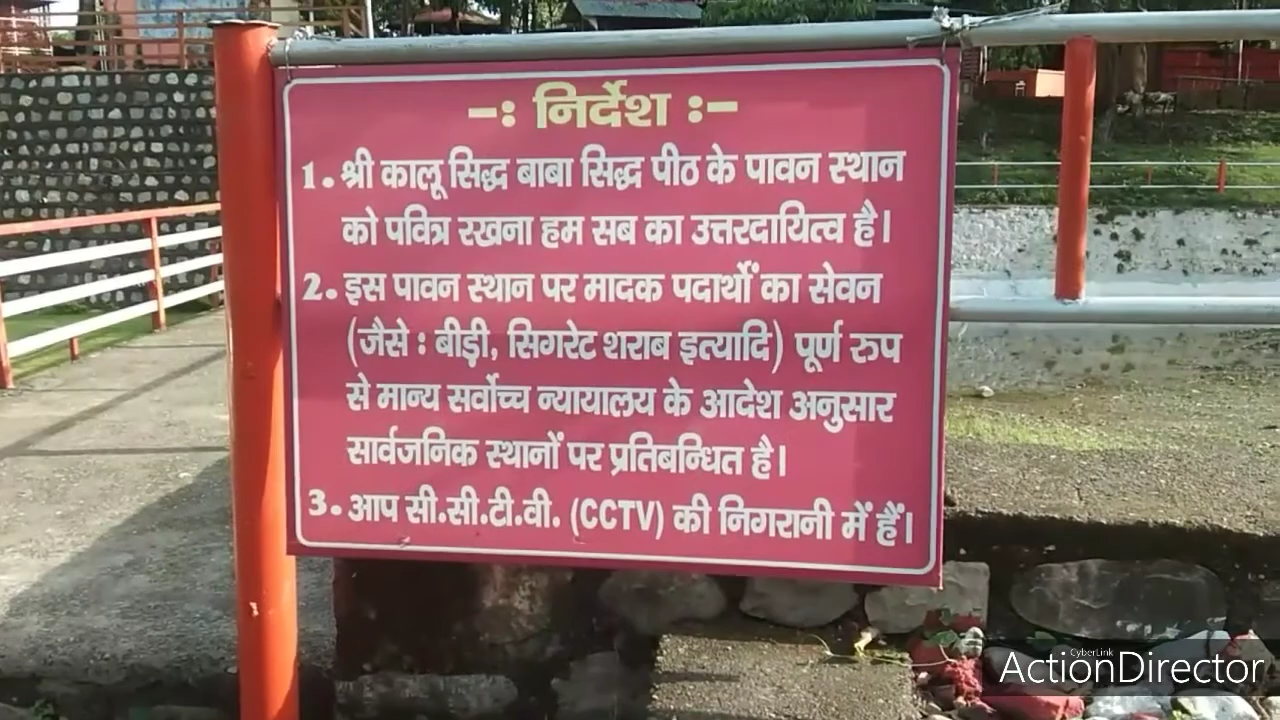 -: निर्देश :-
1. श्री कालू सिद्ध बाबा सिद्ध पीठ के पावन स्थान
को पवित्र रखना हम सब का उत्तरदायित्व है।
2. इस पावन स्थान पर मादक पदार्थों का सेवन
(जैसे : बीड़ी, सिगरेट शराब इत्यादि) पूर्ण रुप
से मान्य सर्वोच्च न्यायालय के आदेश अनुसार
सार्वजनिक स्थानों पर प्रतिबन्धित है।
3. आप सी.सी.टी.वी. (CCTV) की निगरानी में हैं।
CyberLink
ActionDirector